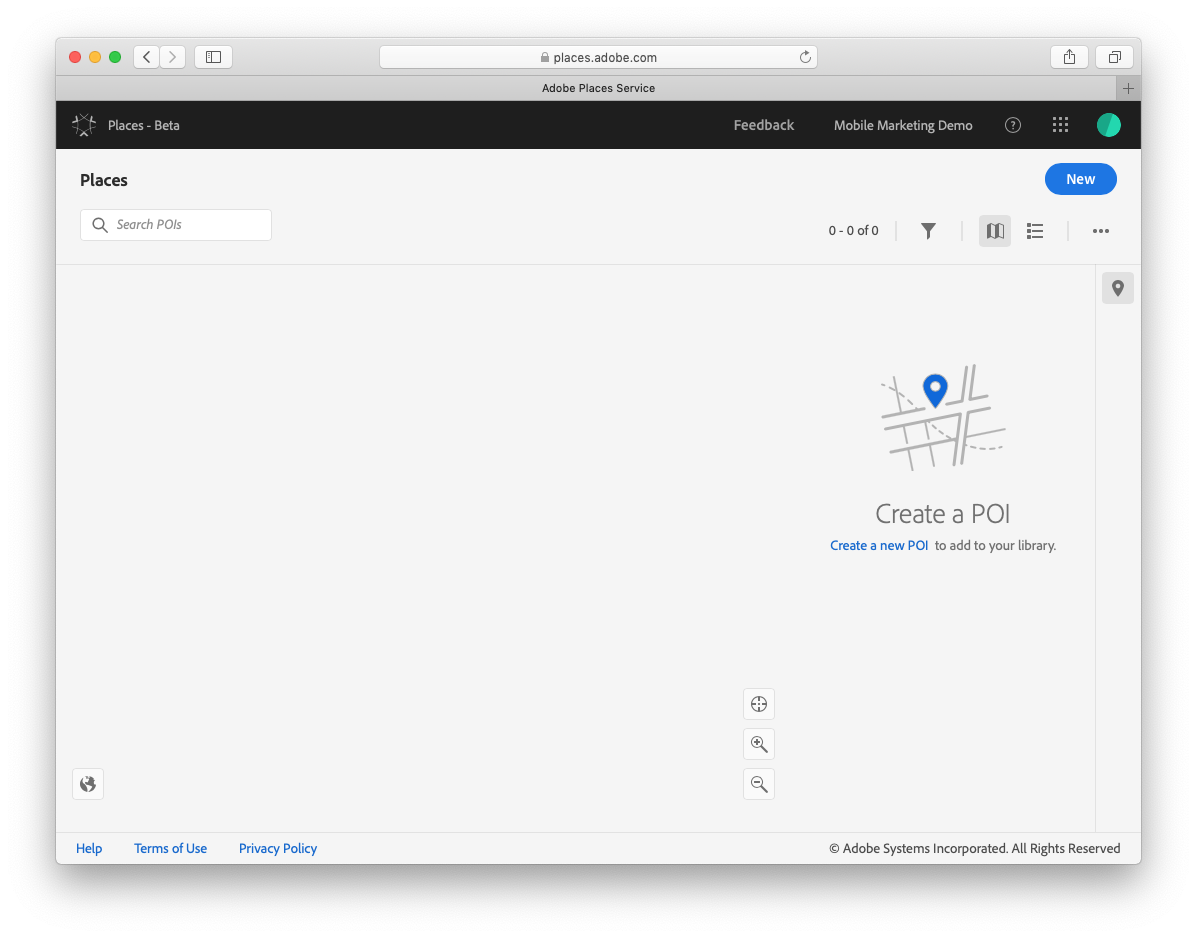 places.adobe.com
Adobe Places Service
Places - Beta
Feedback
Mobile Marketing Demo
?
Places
New
Search POIs
0 - 0 of 0
Create a POI
Create a new POI to add to your library.
Help
Terms of Use
Privacy Policy
© Adobe Systems Incorporated. All Rights Reserved